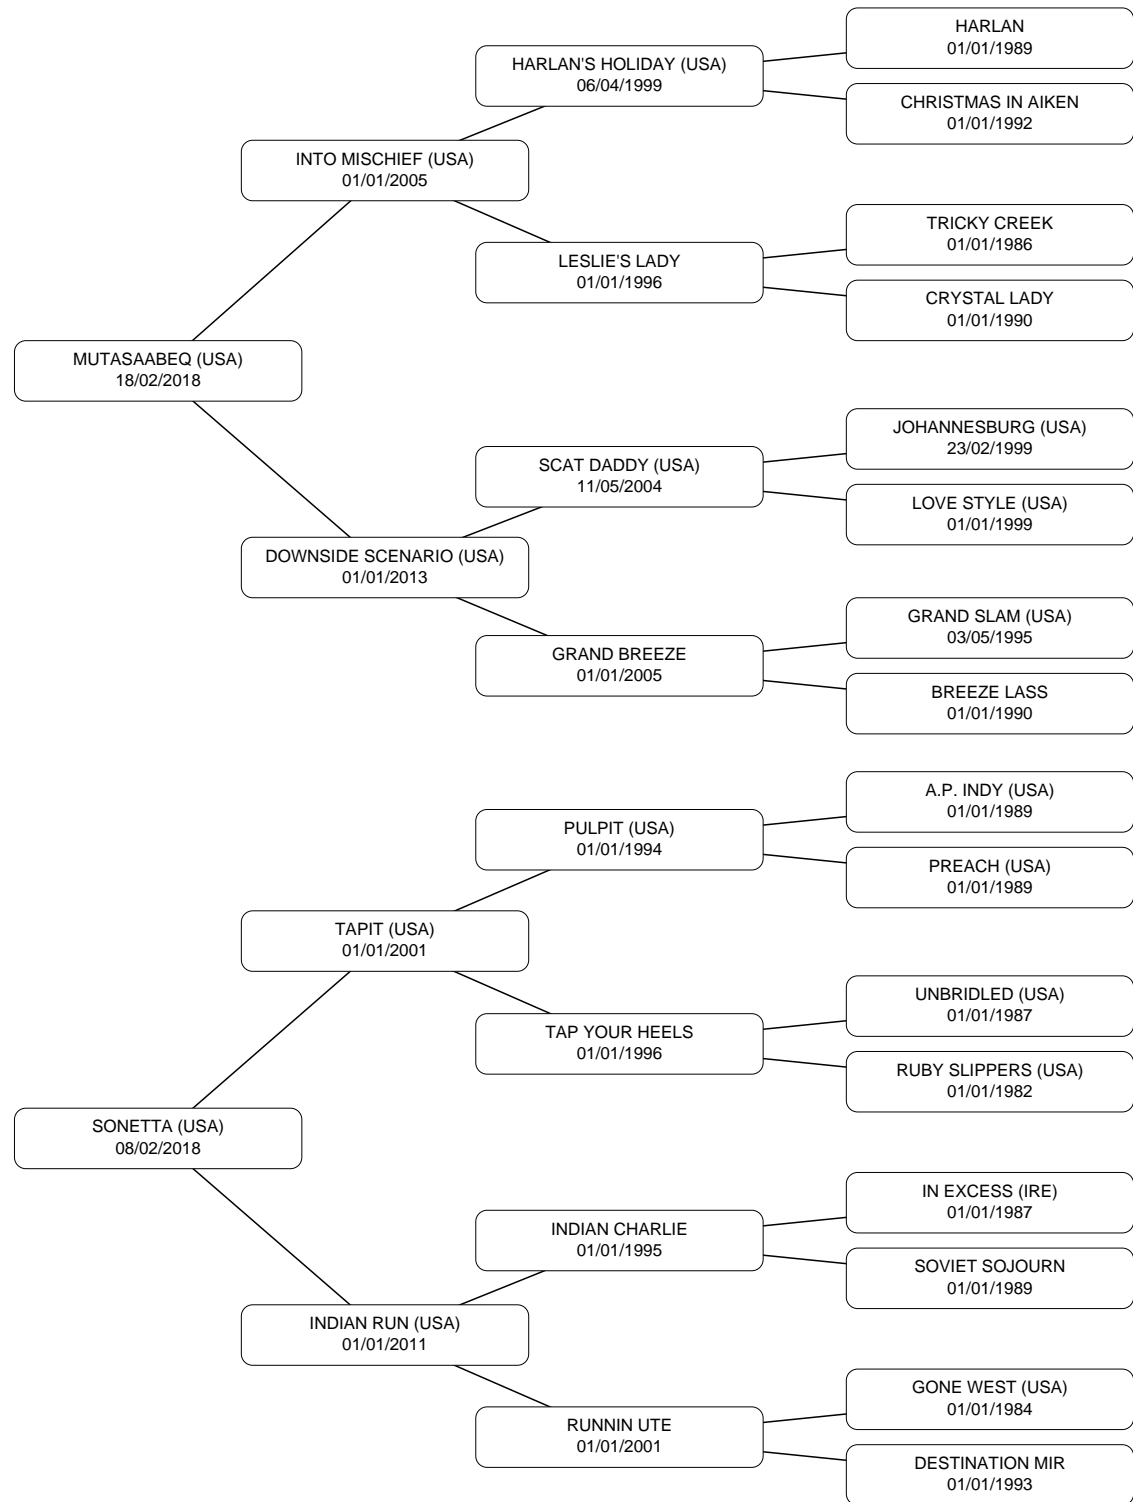 HARLAN
01/01/1989
HARLAN'S HOLIDAY (USA)
06/04/1999
CHRISTMAS IN AIKEN
01/01/1992
INTO MISCHIEF (USA)
01/01/2005
TRICKY CREEK
01/01/1986
LESLIE'S LADY
01/01/1996
CRYSTAL LADY
01/01/1990
MUTASAABEQ (USA)
18/02/2018
JOHANNESBURG (USA)
23/02/1999
SCAT DADDY (USA)
11/05/2004
LOVE STYLE (USA)
01/01/1999
DOWNSIDE SCENARIO (USA)
01/01/2013
GRAND SLAM (USA)
03/05/1995
GRAND BREEZE
01/01/2005
BREEZE LASS
01/01/1990
A.P. INDY (USA)
01/01/1989
PULPIT (USA)
01/01/1994
PREACH (USA)
01/01/1989
TAPIT (USA)
01/01/2001
UNBRIDLED (USA)
01/01/1987
TAP YOUR HEELS
01/01/1996
RUBY SLIPPERS (USA)
01/01/1982
SONETTA (USA)
08/02/2018
IN EXCESS (IRE)
01/01/1987
INDIAN CHARLIE
01/01/1995
SOVIET SOJOURN
01/01/1989
INDIAN RUN (USA)
01/01/2011
GONE WEST (USA)
01/01/1984
RUNNIN UTE
01/01/2001
DESTINATION MIR
01/01/1993